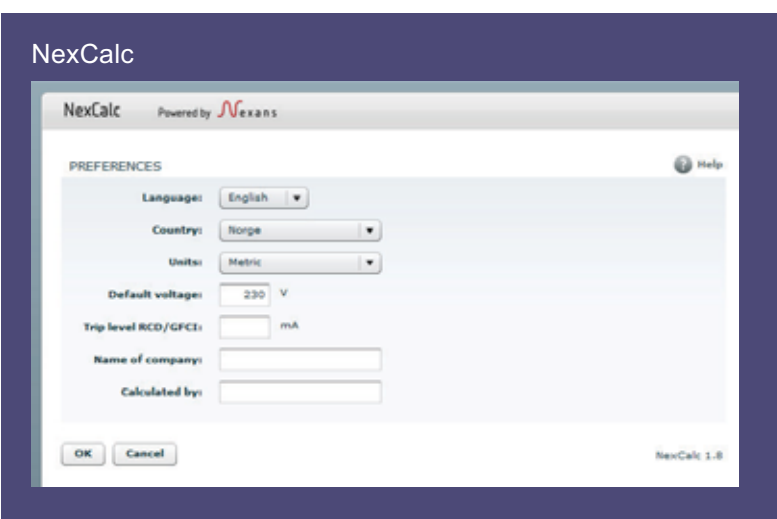 NexCalc
NexCalc Powered by Nexans
PREFERENCES Help
Language: English
Country: Norge
Units: Metric
Default voltage: 230 V
Trip level RCD/GFCI: mA
Name of company:
Calculated by:
OK Cancel NexCalc 1.8